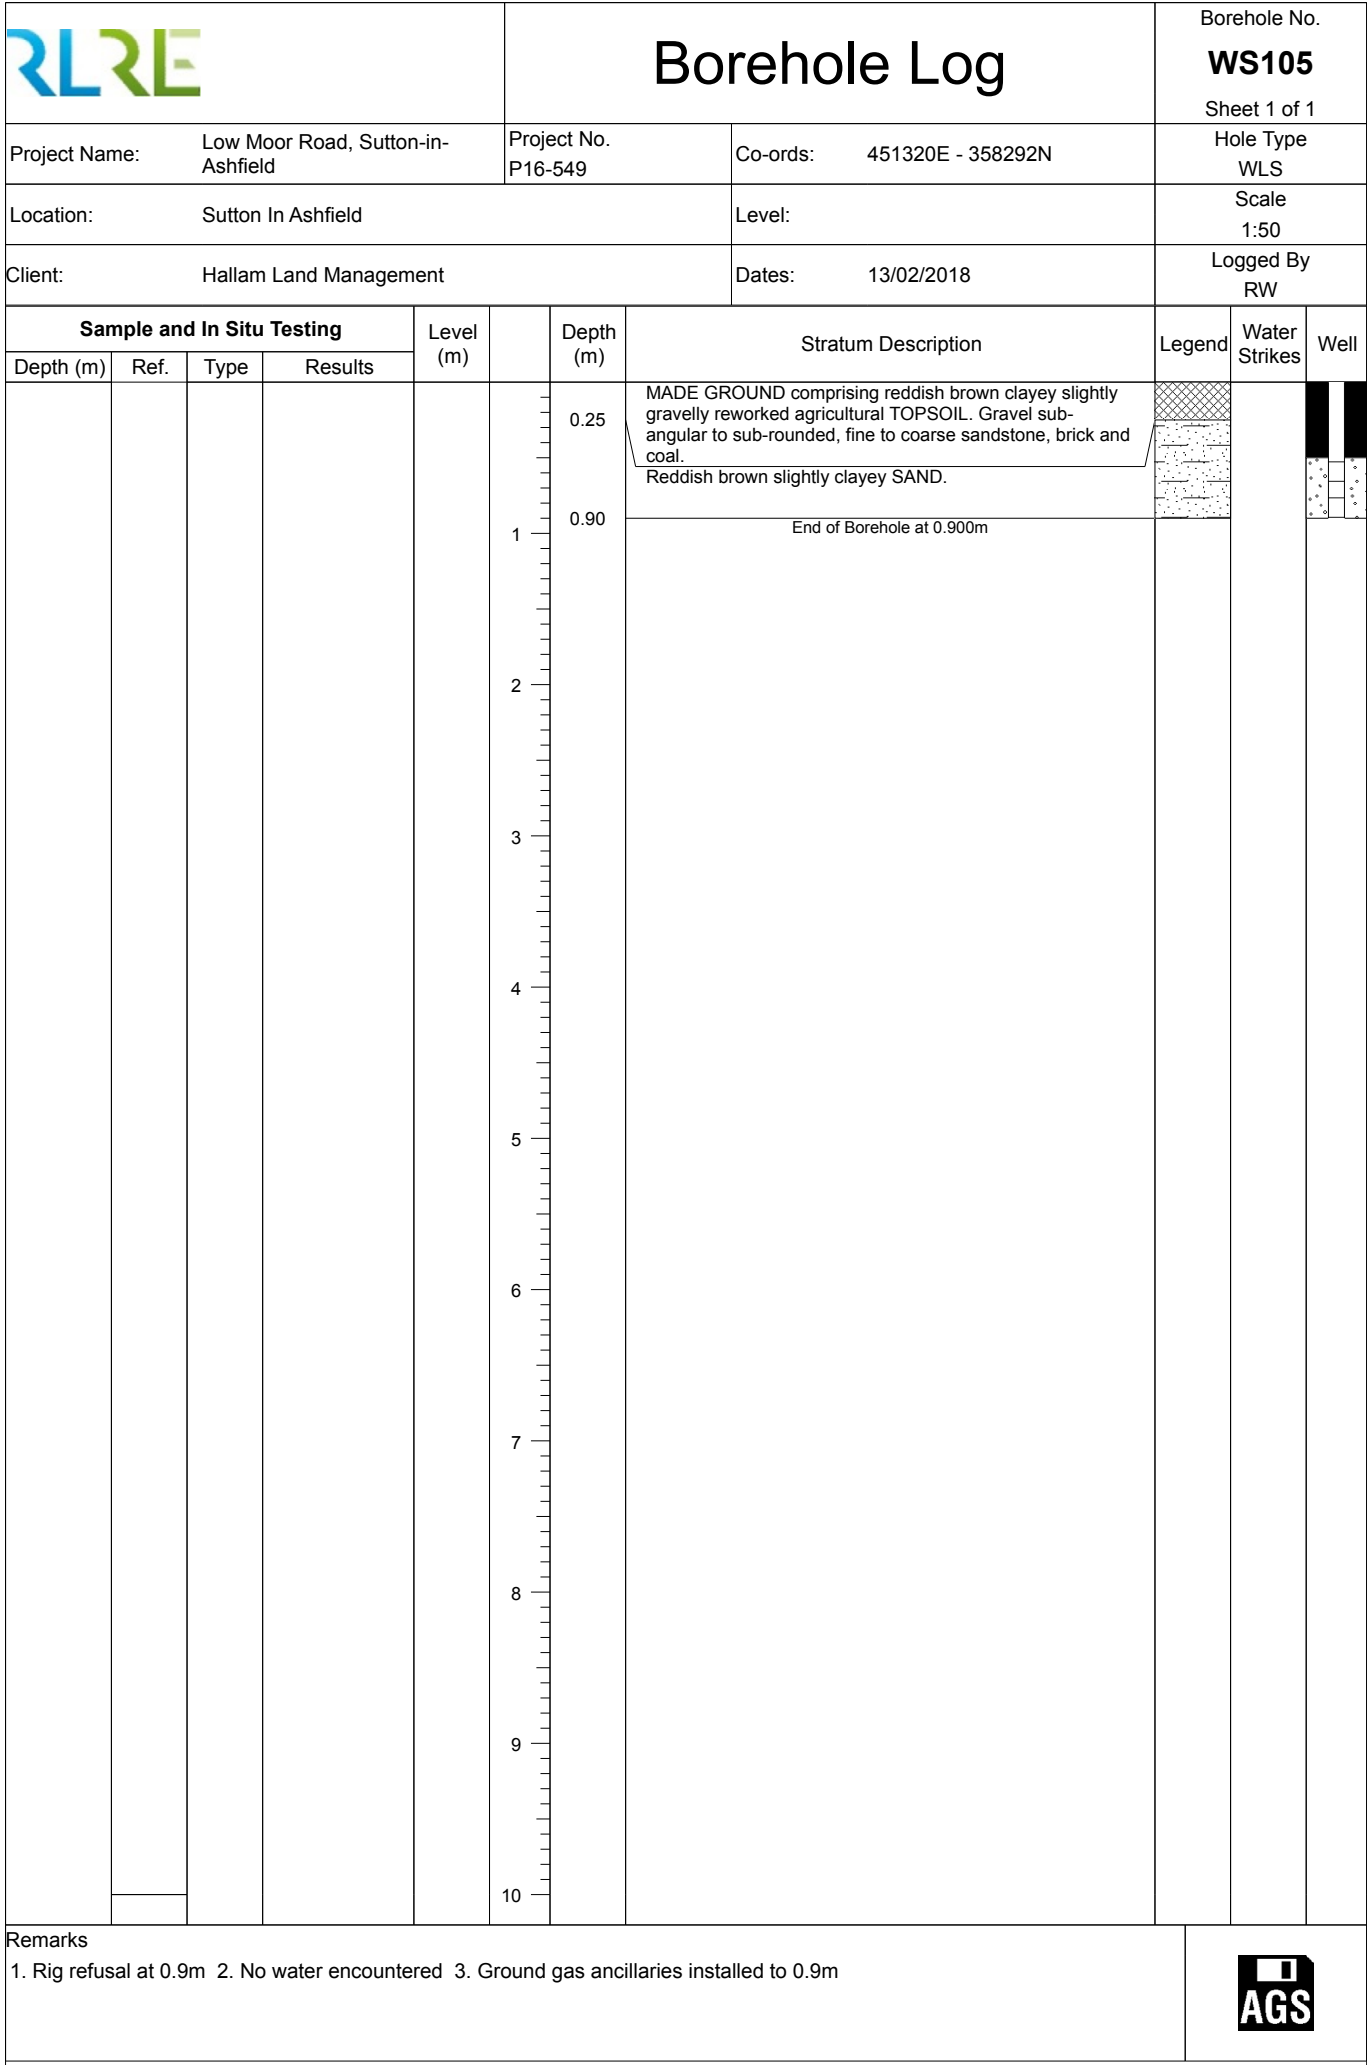 RLRE
Borehole Log
Borehole No.
WS105
Sheet 1 of 1
Project Name:
Low Moor Road, Sutton-in-
Ashfield
Project No.
P16-549
Co-ords:
451320E - 358292N
Hole Type
WLS
Location:
Sutton In Ashfield
Level:
Scale
1:50
Client:
Hallam Land Management
Dates:
13/02/2018
Logged By
RW
Sample and In Situ Testing
Depth (m)
Ref.
Type
Results
Level
(m)
Depth
(m)
Stratum Description
Legend
Water
Strikes
Well
0.25
MADE GROUND comprising reddish brown clayey slightly
gravelly reworked agricultural TOPSOIL. Gravel sub-
angular to sub-rounded, fine to coarse sandstone, brick and
coal.
Reddish brown slightly clayey SAND.
0.90
End of Borehole at 0.900m
1
2
3
4
5
6
7
8
9
10
Remarks
1. Rig refusal at 0.9m 2. No water encountered 3. Ground gas ancillaries installed to 0.9m
AGS